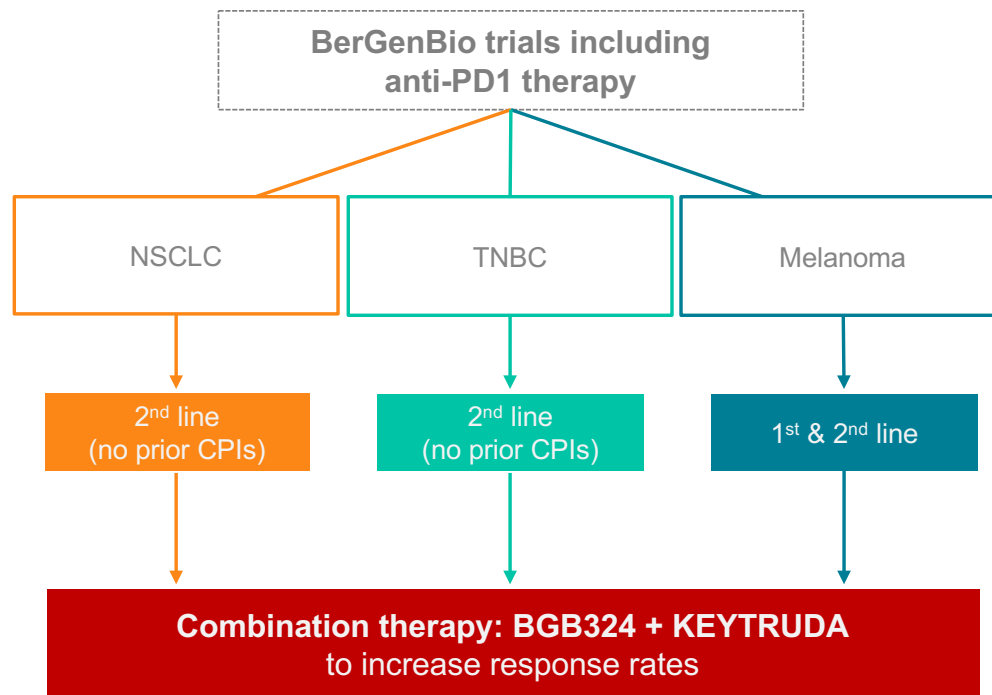 BerGenBio trials including
anti-PD1 therapy
NSCLC
TNBC
Melanoma
2nd line
(no prior CPIs)
2nd line
(no prior CPIs)
1st & 2nd line
Combination therapy: BGB324 + KEYTRUDA
to increase response rates